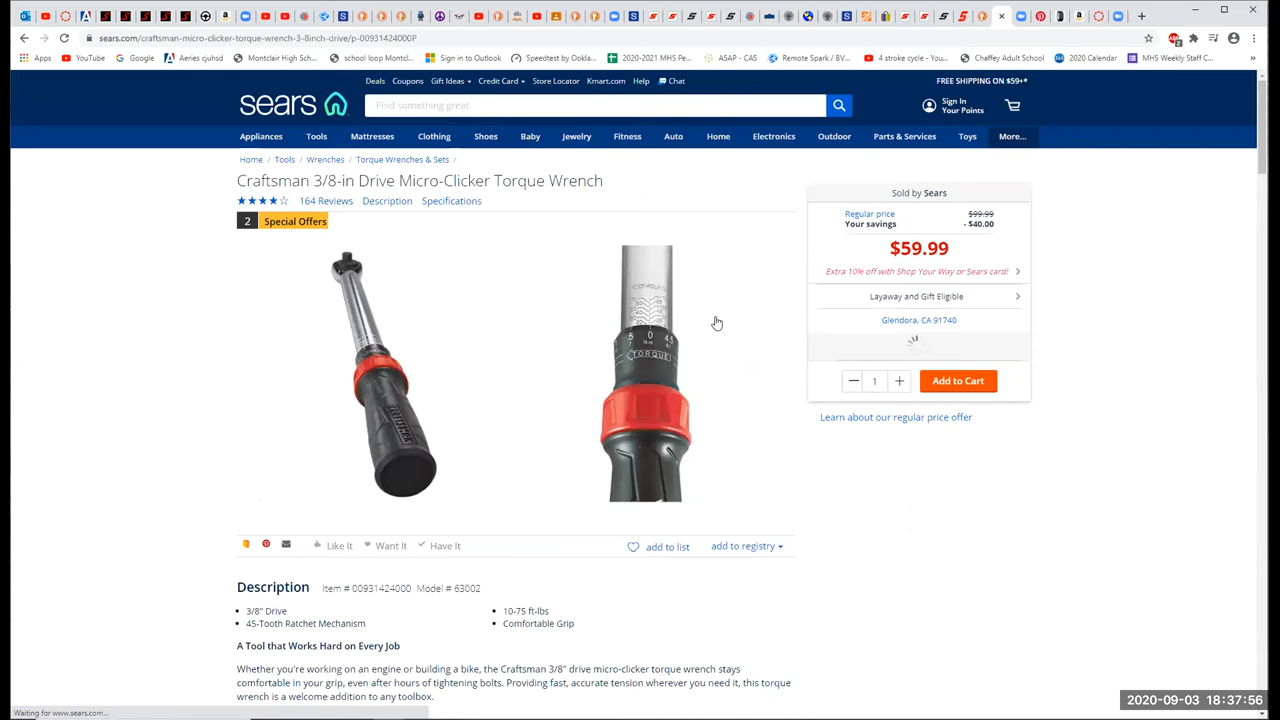 sears.com/craftsman-micro-clicker-torque-wrench-3-8inch-drive/p-00931424000P
Apps YouTube Google Aeries cjuhsd Montclair High Sch... school loop Montcl... Sign in to Outlook Speedtest by Ookla... 2020-2021 MHS Pe... ASAP - CAS Remote Spark / BV... 4 stroke cycle - You... Chaffey Adult School 2020 Calendar MHS Weekly Staff C...
Deals Coupons Gift Ideas Credit Card Store Locator Kmart.com Help Chat
FREE SHIPPING ON $59+*
sears
Find something great
Sign In
Your Points
Appliances Tools Mattresses Clothing Shoes Baby Jewelry Fitness Auto Home Electronics Outdoor Parts & Services Toys More...
Home / Tools / Wrenches / Torque Wrenches & Sets /
Craftsman 3/8-in Drive Micro-Clicker Torque Wrench
164 Reviews Description Specifications
2 Special Offers
Sold by Sears
Regular price $99.99
Your savings - $40.00
$59.99
Extra 10% off with Shop Your Way or Sears card!
Layaway and Gift Eligible
Glendora, CA 91740
1
Add to Cart
Learn about our regular price offer
CRAFTSMAN
5 0 45
TORQUE
Like It Want It Have It
add to list add to registry
Description Item # 00931424000 Model # 63002
• 3/8" Drive
• 45-Tooth Ratchet Mechanism
• 10-75 ft-lbs
• Comfortable Grip
A Tool that Works Hard on Every Job
Whether you're working on an engine or building a bike, the Craftsman 3/8" drive micro-clicker torque wrench stays
comfortable in your grip, even after hours of tightening bolts. Providing fast, accurate tension wherever you need it, this torque
wrench is a welcome addition to any toolbox.
Waiting for www.sears.com...
2020-09-03 18:37:56